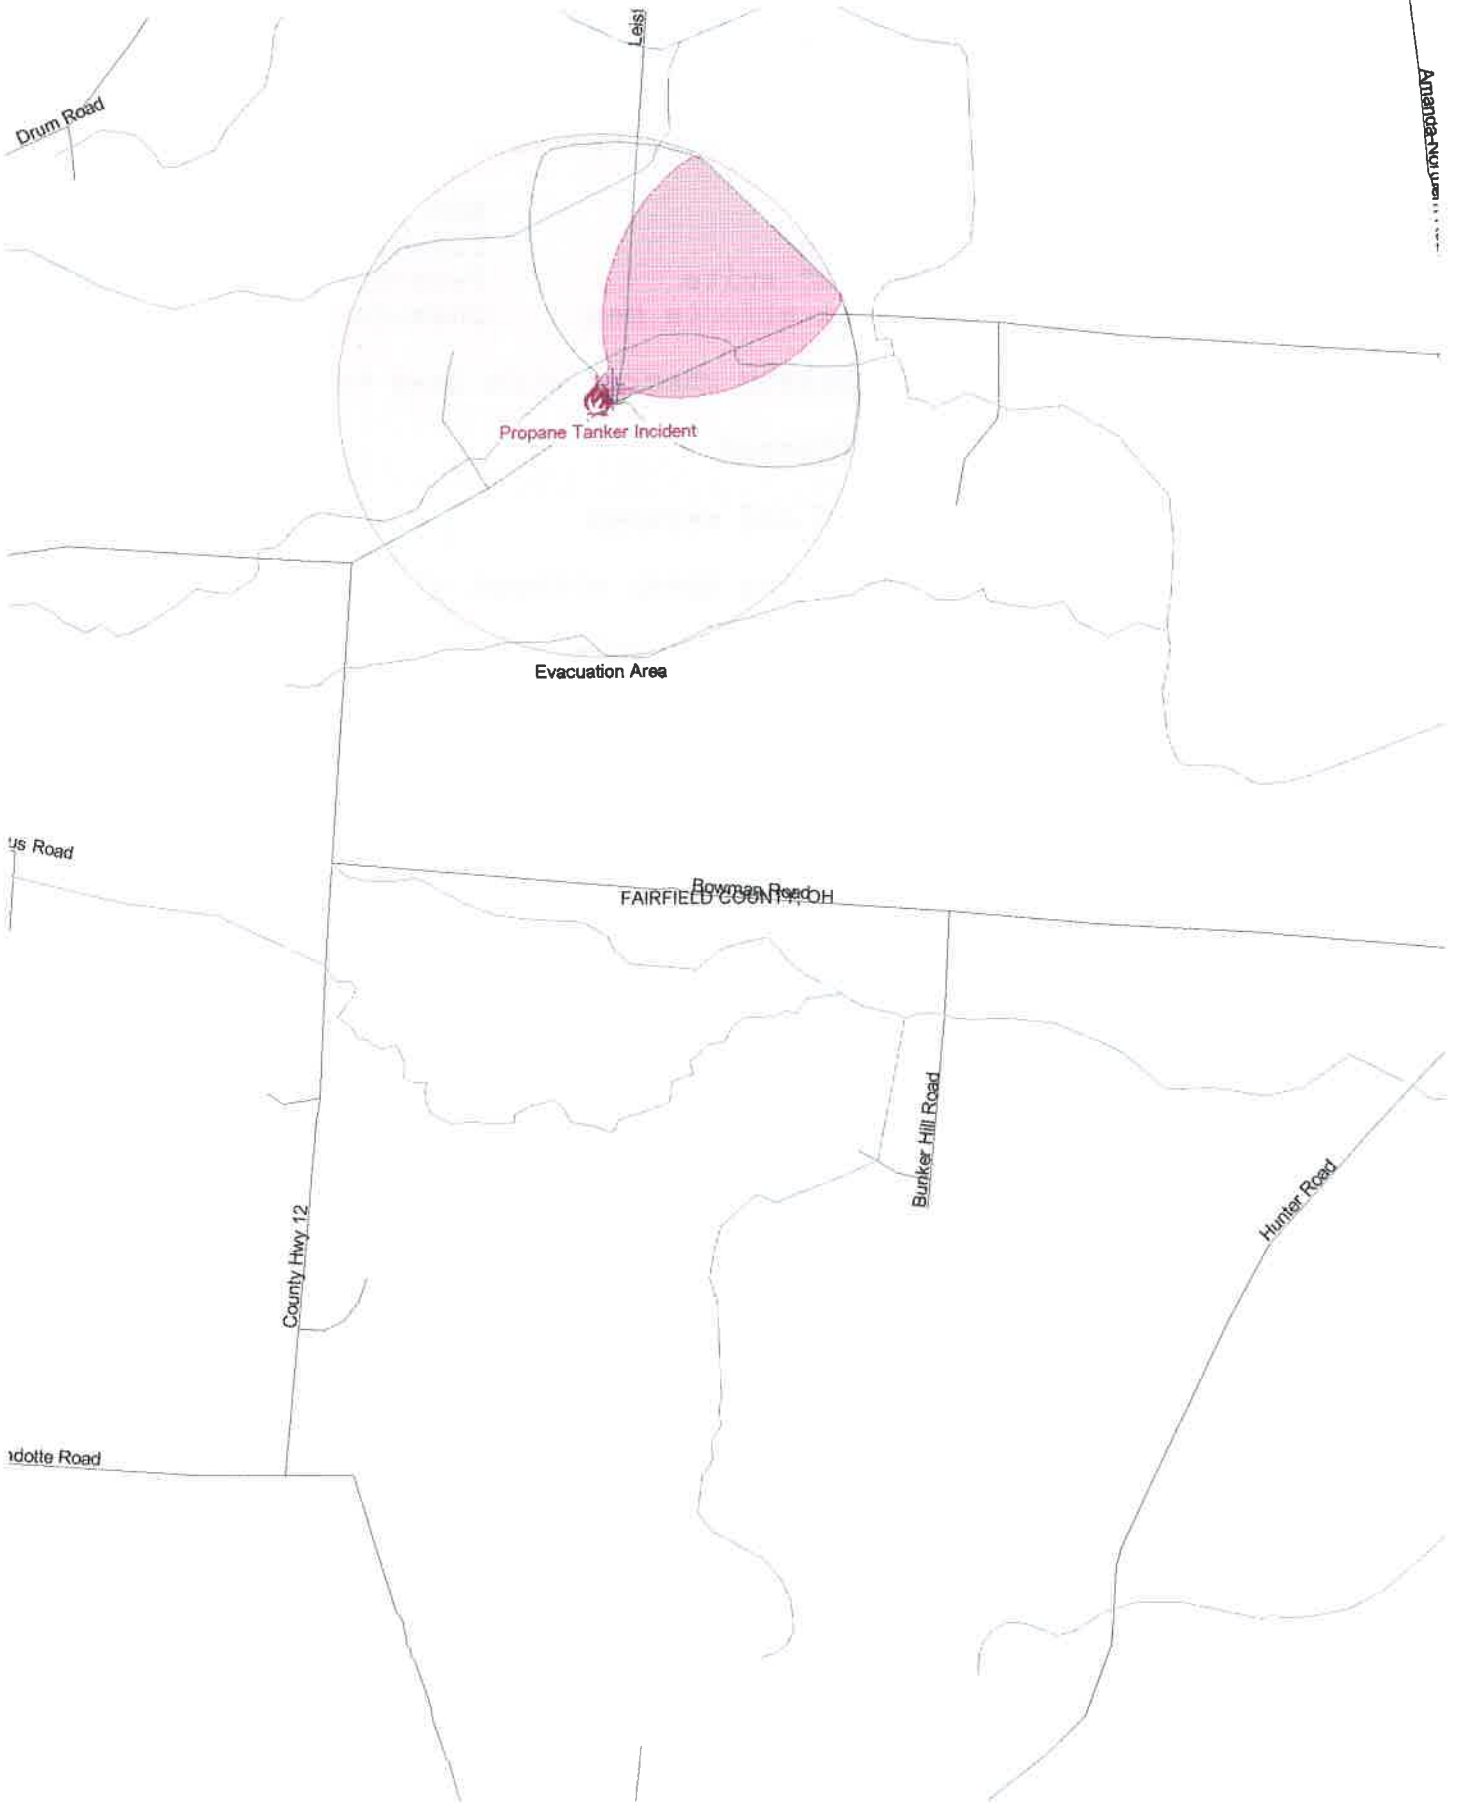 Leist
Drum Road
Propane Tanker Incident
Evacuation Area
us Road
Bowman Road
FAIRFIELD COUNTY, OH
Bunker Hill Road
Hunter Road
County Hwy 12
dotte Road